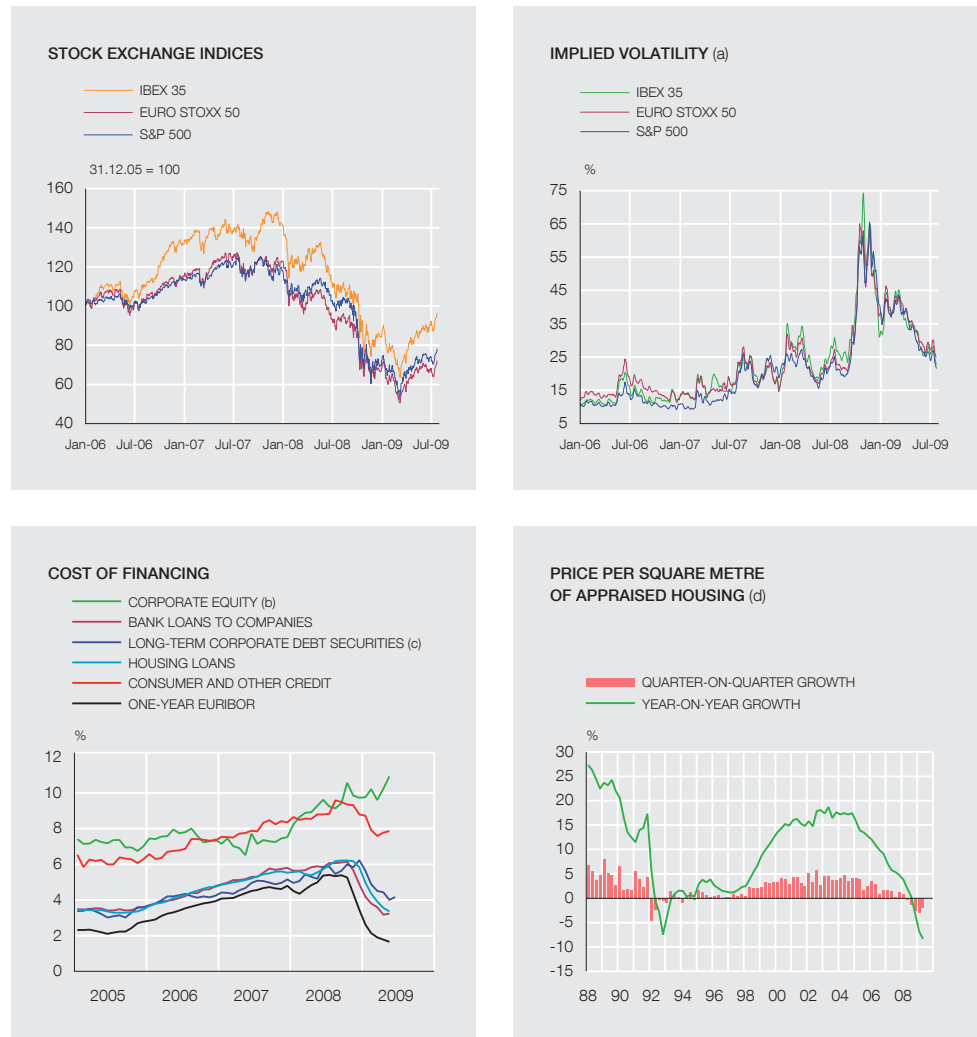 STOCK EXCHANGE INDICES
IBEX 35
EURO STOXX 50
S&P 500
31.12.05 = 100
160
140
120
100
80
60
40
Jan-06 Jul-06 Jan-07 Jul-07 Jan-08 Jul-08 Jan-09 Jul-09
IMPLIED VOLATILITY (a)
IBEX 35
EURO STOXX 50
S&P 500
%
75
65
55
45
35
25
15
5
Jan-06 Jul-06 Jan-07 Jul-07 Jan-08 Jul-08 Jan-09 Jul-09
COST OF FINANCING
CORPORATE EQUITY (b)
BANK LOANS TO COMPANIES
LONG-TERM CORPORATE DEBT SECURITIES (c)
HOUSING LOANS
CONSUMER AND OTHER CREDIT
ONE-YEAR EURIBOR
%
12
10
8
6
4
2
0
2005 2006 2007 2008 2009
PRICE PER SQUARE METRE
OF APPRAISED HOUSING (d)
QUARTER-ON-QUARTER GROWTH
YEAR-ON-YEAR GROWTH
%
30
25
20
15
10
5
0
-5
-10
-15
88 90 92 94 96 98 00 02 04 06 08